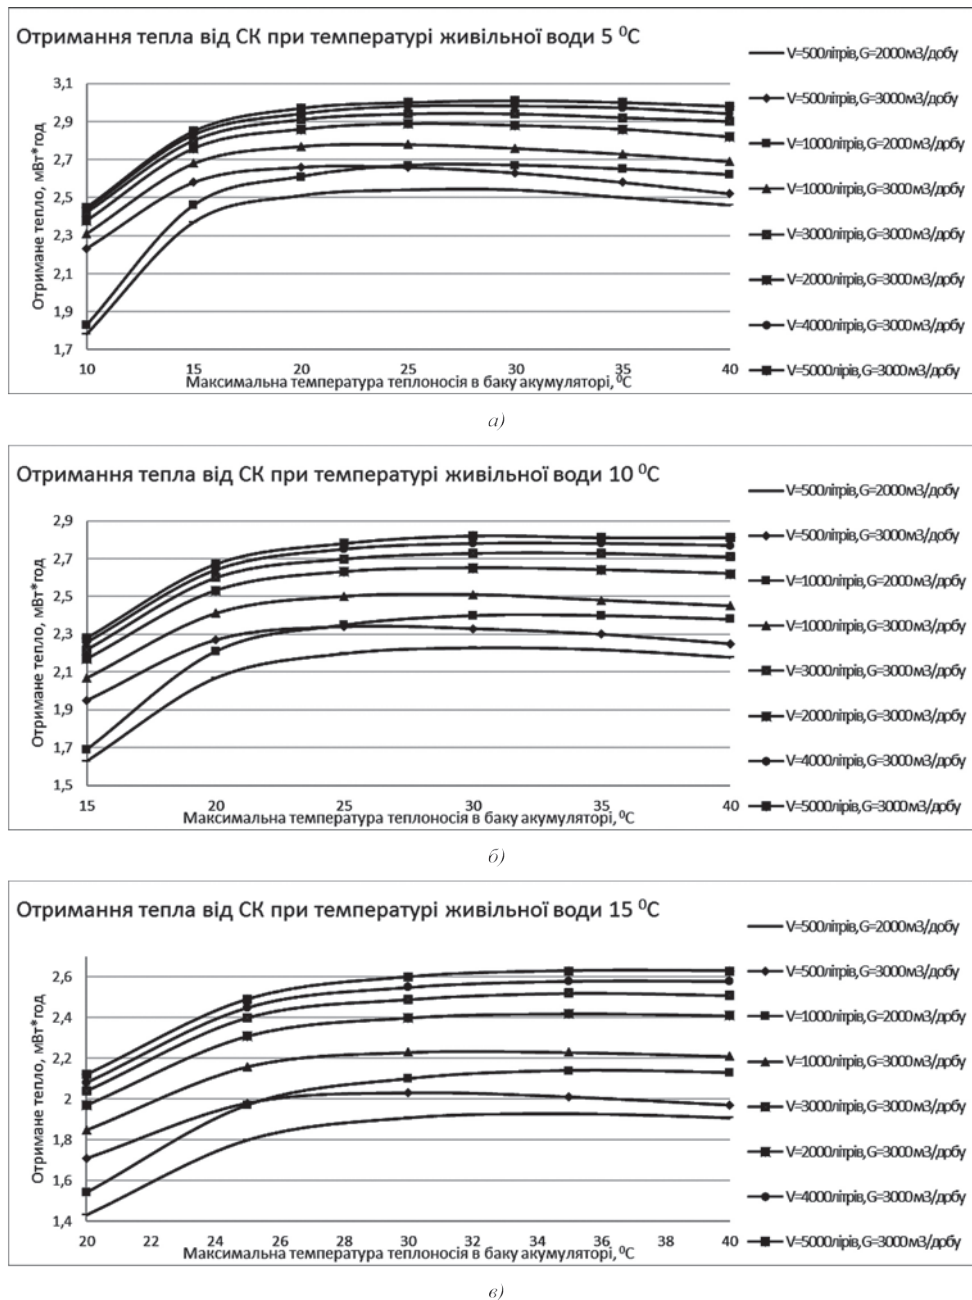 Отримання тепла від СК при температурі живільної води 5 ⁰С
Отримане тепло, мВт*год
3,1
2,9
2,7
2,5
2,3
2,1
1,9
1,7
10 15 20 25 30 35 40
Максимальна температура теплоносія в баку акумуляторі, ⁰С
V=500літрів,G=2000м3/добу
V=500літрів,G=3000м3/добу
V=1000літрів,G=2000м3/добу
V=1000літрів,G=3000м3/добу
V=3000літрів,G=3000м3/добу
V=2000літрів,G=3000м3/добу
V=4000літрів,G=3000м3/добу
V=5000лірів,G=3000м3/добу
а)
Отримання тепла від СК при температурі живільної води 10 ⁰С
Отримане тепло, мВт*год
2,9
2,7
2,5
2,3
2,1
1,9
1,7
1,5
15 20 25 30 35 40
Максимальна температура теплоносія в баку акумуляторі, ⁰С
V=500літрів,G=2000м3/добу
V=500літрів,G=3000м3/добу
V=1000літрів,G=2000м3/добу
V=1000літрів,G=3000м3/добу
V=3000літрів,G=3000м3/добу
V=2000літрів,G=3000м3/добу
V=4000літрів,G=3000м3/добу
V=5000лірів,G=3000м3/добу
б)
Отримання тепла від СК при температурі живільної води 15 ⁰С
Отримане тепло, мВт*год
2,6
2,4
2,2
2
1,8
1,6
1,4
20 22 24 26 28 30 32 34 36 38 40
Максимальна температура теплоносія в баку акумуляторі, ⁰С
V=500літрів,G=2000м3/добу
V=500літрів,G=3000м3/добу
V=1000літрів,G=2000м3/добу
V=1000літрів,G=3000м3/добу
V=3000літрів,G=3000м3/добу
V=2000літрів,G=3000м3/добу
V=4000літрів,G=3000м3/добу
V=5000лірів,G=3000м3/добу
в)